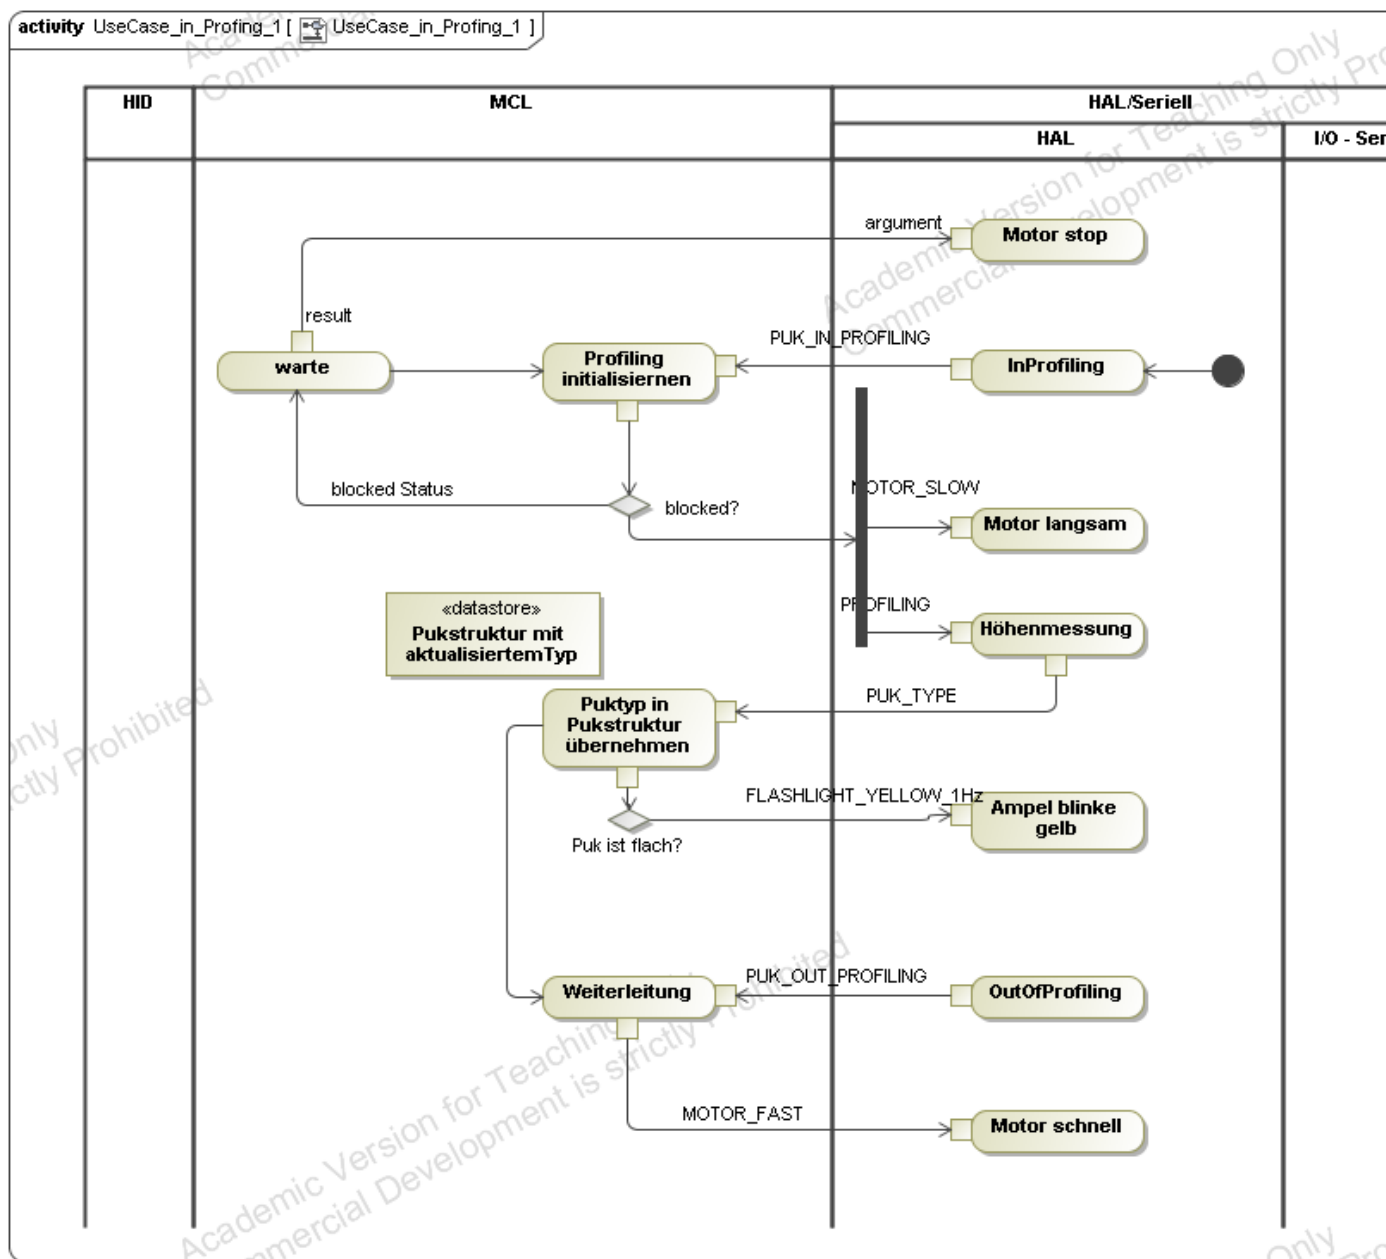 activity UseCase_in_Profing_1 [ UseCase_in_Profing_1 ]
HID
MCL
HAL/Seriell
HAL
I/O - Ser
argument
Motor stop
result
warte
Profiling
initialisiernen
PUK_IN_PROFILING
InProfiling
blocked Status
blocked?
MOTOR_SLOW
Motor langsam
«datastore»
Pukstruktur mit
aktualisiertemTyp
PROFILING
Höhenmessung
Puktyp in
Pukstruktur
übernehmen
PUK_TYPE
FLASHLIGHT_YELLOW_1Hz
Ampel blinke
gelb
Puk ist flach?
Weiterleitung
PUK_OUT_PROFILING
OutOfProfiling
MOTOR_FAST
Motor schnell
Academic Version for Teaching Only
Commercial Development is strictly Prohibited